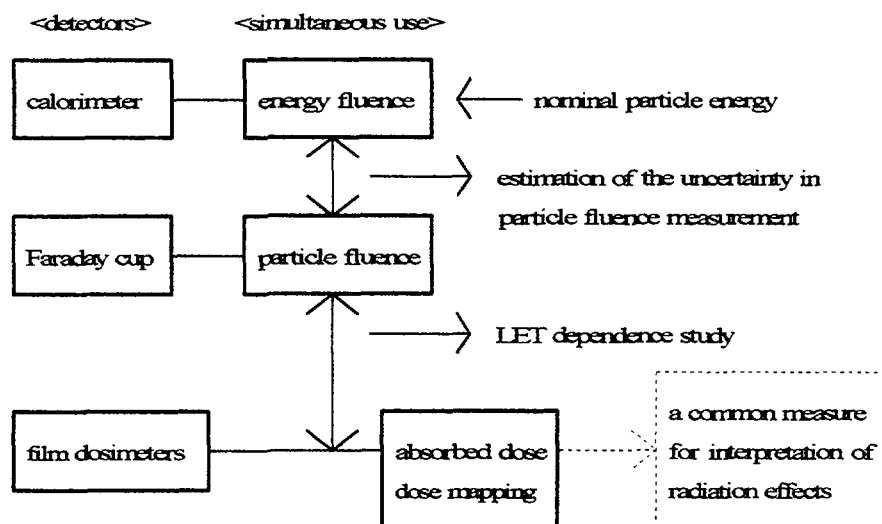 <detectors> <simultaneous use>
calorimeter energy fluence nominal particle energy
estimation of the uncertainty in
particle fluence measurement
Faraday cup particle fluence
LET dependence study
a common measure
film dosimeters absorbed dose for interpretation of
dose mapping radiation effects